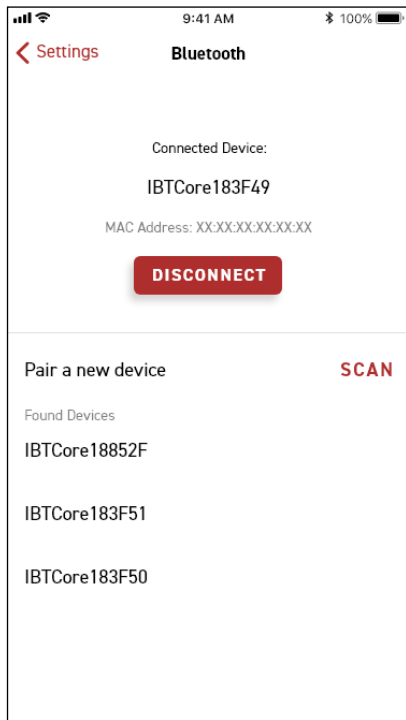 9:41 AM
100%
Settings
Bluetooth
Connected Device:
IBTCore183F49
MAC Address: XX:XX:XX:XX:XX:XX
DISCONNECT
Pair a new device
SCAN
Found Devices
IBTCore18852F
IBTCore183F51
IBTCore183F50